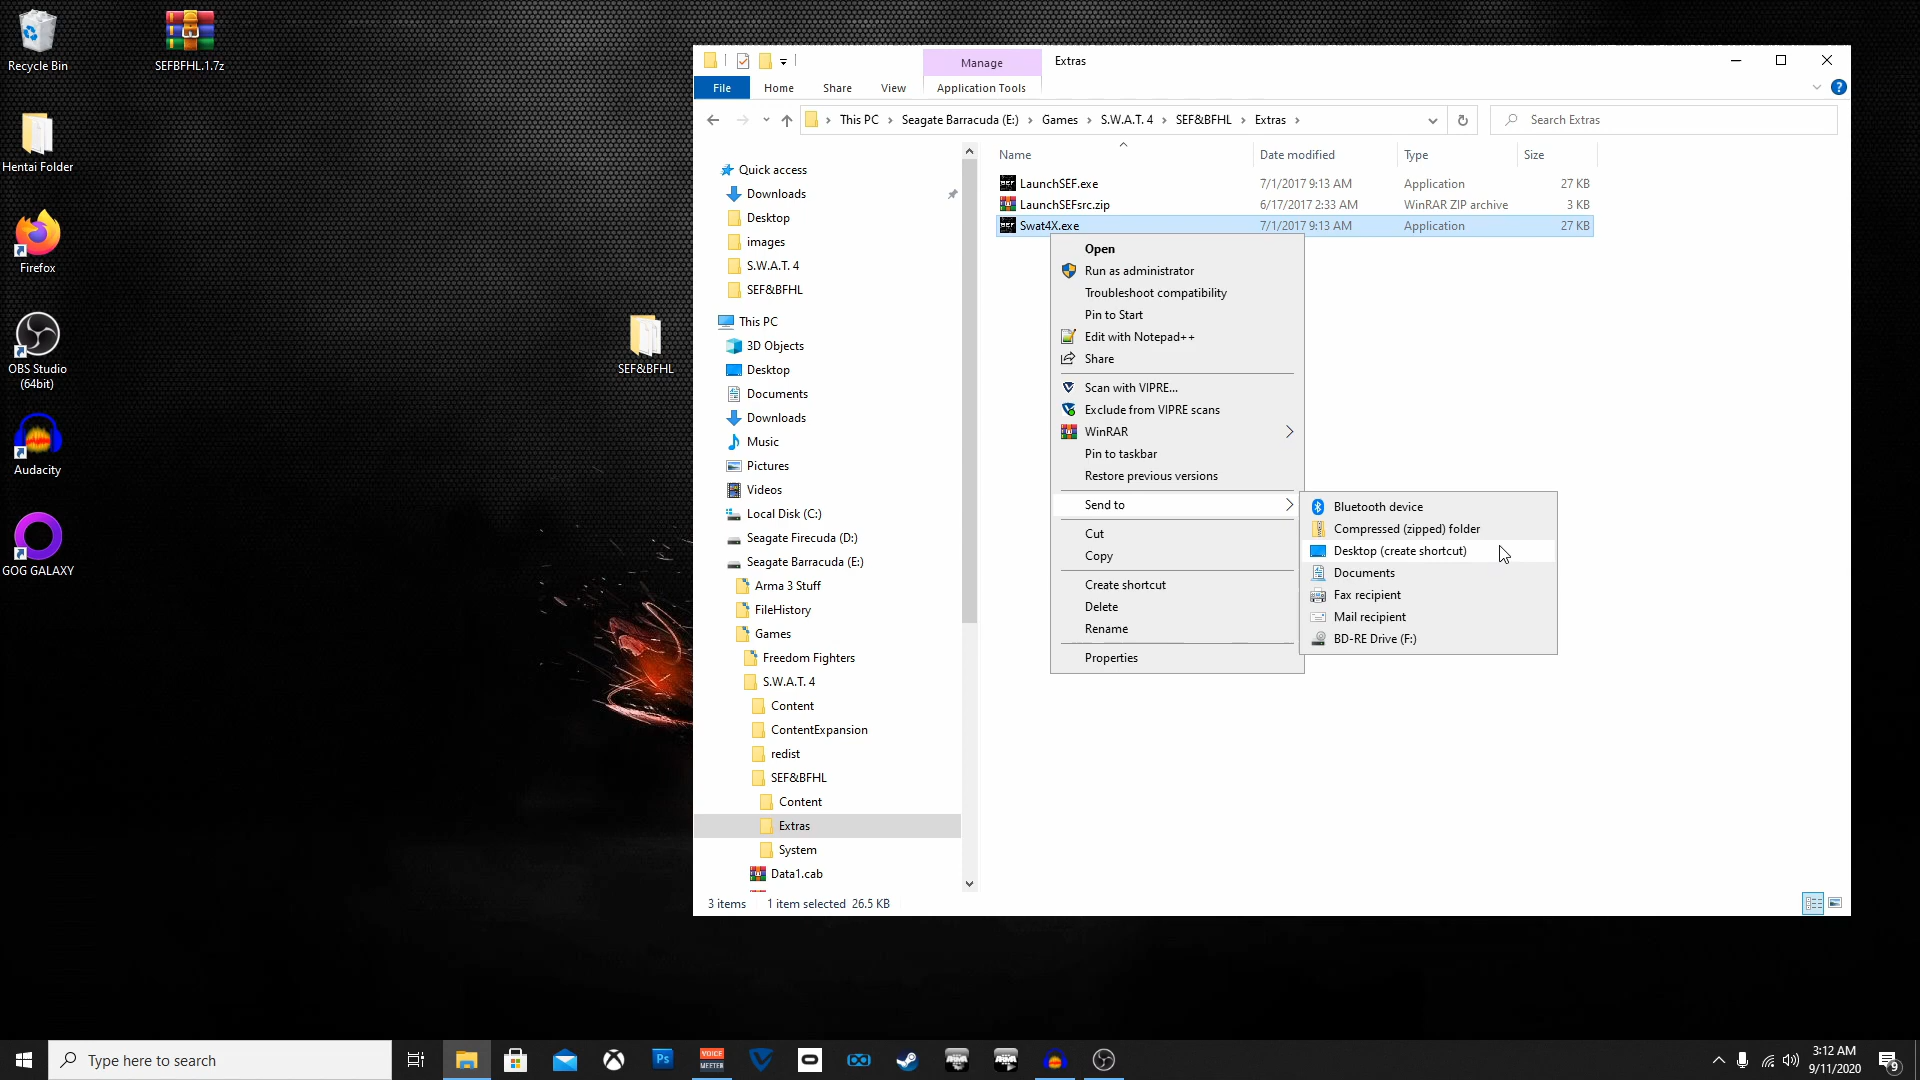 Recycle Bin
SEFBFHL.1.7z
Hentai Folder
Firefox
OBS Studio
(64bit)
Audacity
GOG GALAXY
SEF&BFHL
Manage
Extras
File
Home
Share
View
Application Tools
This PC
Seagate Barracuda (E:)
Games
S.W.A.T. 4
SEF&BFHL
Extras
Search Extras
Quick access
Downloads
Desktop
images
S.W.A.T. 4
SEF&BFHL
This PC
3D Objects
Desktop
Documents
Downloads
Music
Pictures
Videos
Local Disk (C:)
Seagate Firecuda (D:)
Seagate Barracuda (E:)
Arma 3 Stuff
FileHistory
Games
Freedom Fighters
S.W.A.T. 4
Content
ContentExpansion
redist
SEF&BFHL
Content
Extras
System
Data1.cab
Name Date modified Type Size
LaunchSEF.exe 7/1/2017 9:13 AM Application 27 KB
LaunchSEFsrc.zip 6/17/2017 2:33 AM WinRAR ZIP archive 3 KB
Swat4X.exe 7/1/2017 9:13 AM Application 27 KB
Open
Run as administrator
Troubleshoot compatibility
Pin to Start
Edit with Notepad++
Share
Scan with VIPRE...
Exclude from VIPRE scans
WinRAR
Pin to taskbar
Restore previous versions
Send to
Cut
Copy
Create shortcut
Delete
Rename
Properties
Bluetooth device
Compressed (zipped) folder
Desktop (create shortcut)
Documents
Fax recipient
Mail recipient
BD-RE Drive (F:)
3 items 1 item selected 26.5 KB
Type here to search
Ps
VOICE
MEETER
3:12 AM
9/11/2020
9